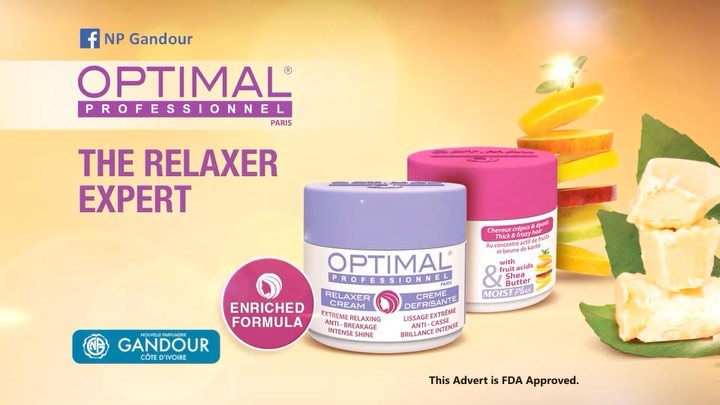 NP Gandour
OPTIMAL®
PROFESSIONNEL
PARIS
THE RELAXER
EXPERT
ENRICHED
FORMULA
NOUVELLE PARFUMERIE
GANDOUR
CÔTE D'IVOIRE
OPTIMAL
PROFESSIONNEL
PARIS
RELAXER
CREAM
CREME
DEFRISANTE
EXTREME RELAXING
ANTI - BREAKAGE
INTENSE SHINE
LISSAGE EXTRÊME
ANTI - CASSE
BRILLANCE INTENSE
Cheveux crépus & épais
Thick & frizzy hair
Au concentré actif de fruits
et beurre de karité
with
fruit acids
& Shea
Butter
MOIST Plus
This Advert is FDA Approved.